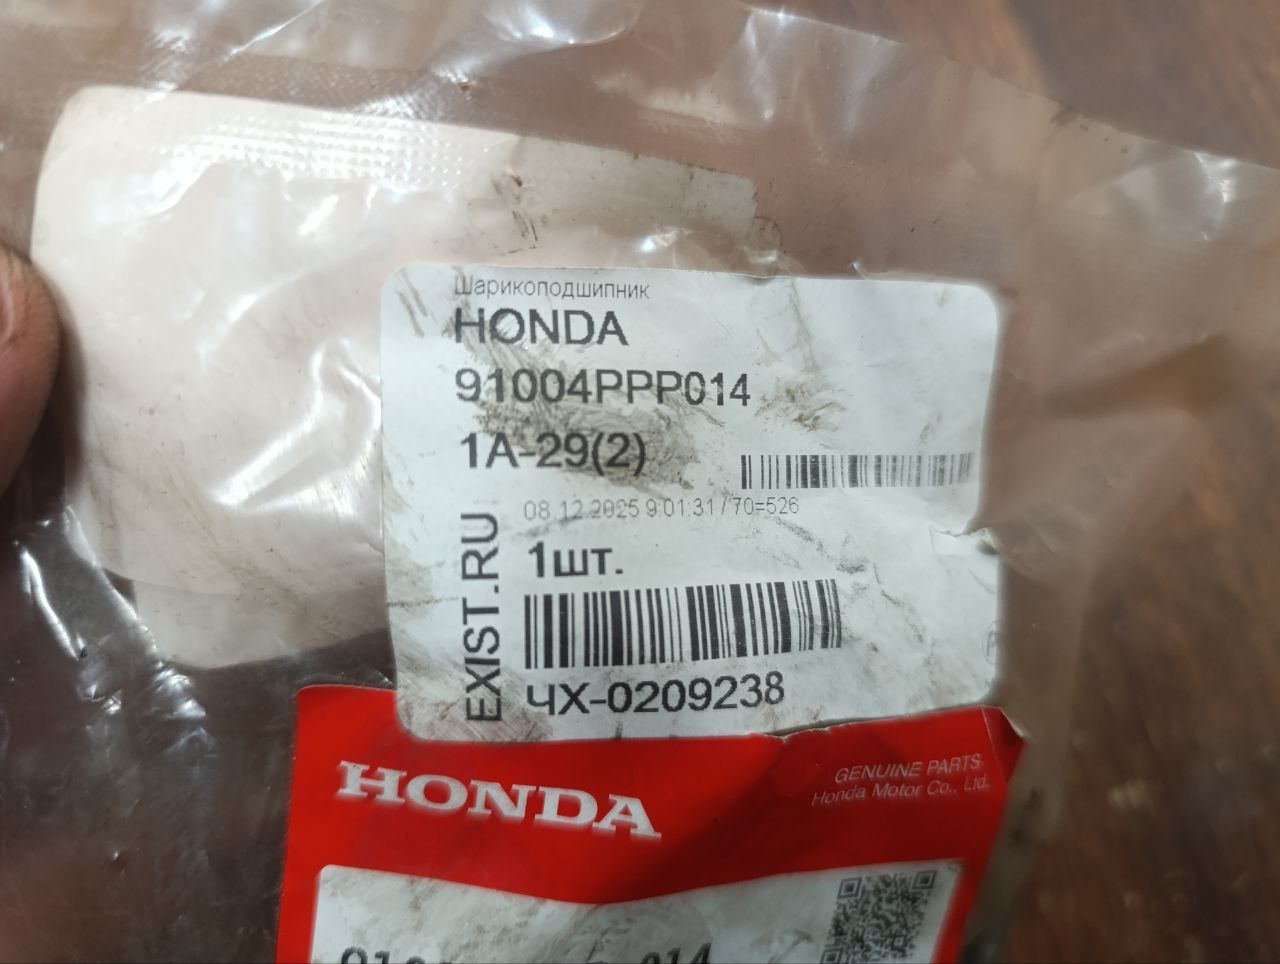 Шарикоподшипник
HONDA
91004PPP014
1A-29(2)
08.12.2025 9:01:31 / 70=526
1шт.
EXIST.RU
ЧХ-0209238
HONDA
GENUINE PARTS
Honda Motor Co., Ltd.